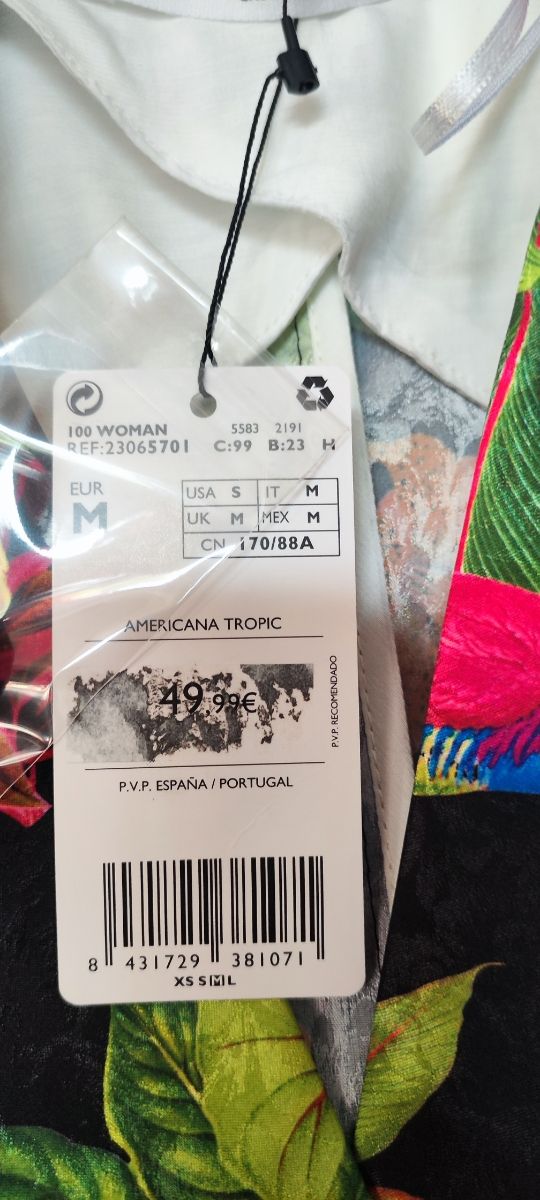 100 WOMAN 5583 2191
REF:23065701 C:99 B:23 H
EUR
M
USA S IT M
UK M MEX M
CN 170/88A
AMERICANA TROPIC
49,99€
P.V.P. RECOMENDADO
P.V.P. ESPAÑA / PORTUGAL
8 431729 381071
XS S M L